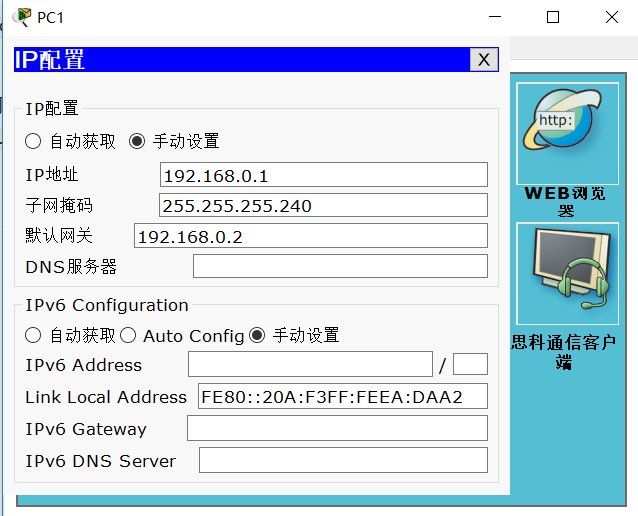 PC1
IP配置
X
IP配置
自动获取 手动设置
IP地址 192.168.0.1
子网掩码 255.255.255.240
默认网关 192.168.0.2
DNS服务器
IPv6 Configuration
自动获取 Auto Config 手动设置
IPv6 Address /
Link Local Address FE80::20A:F3FF:FEEA:DAA2
IPv6 Gateway
IPv6 DNS Server
http:
WEB浏览
器
思科通信客户
端